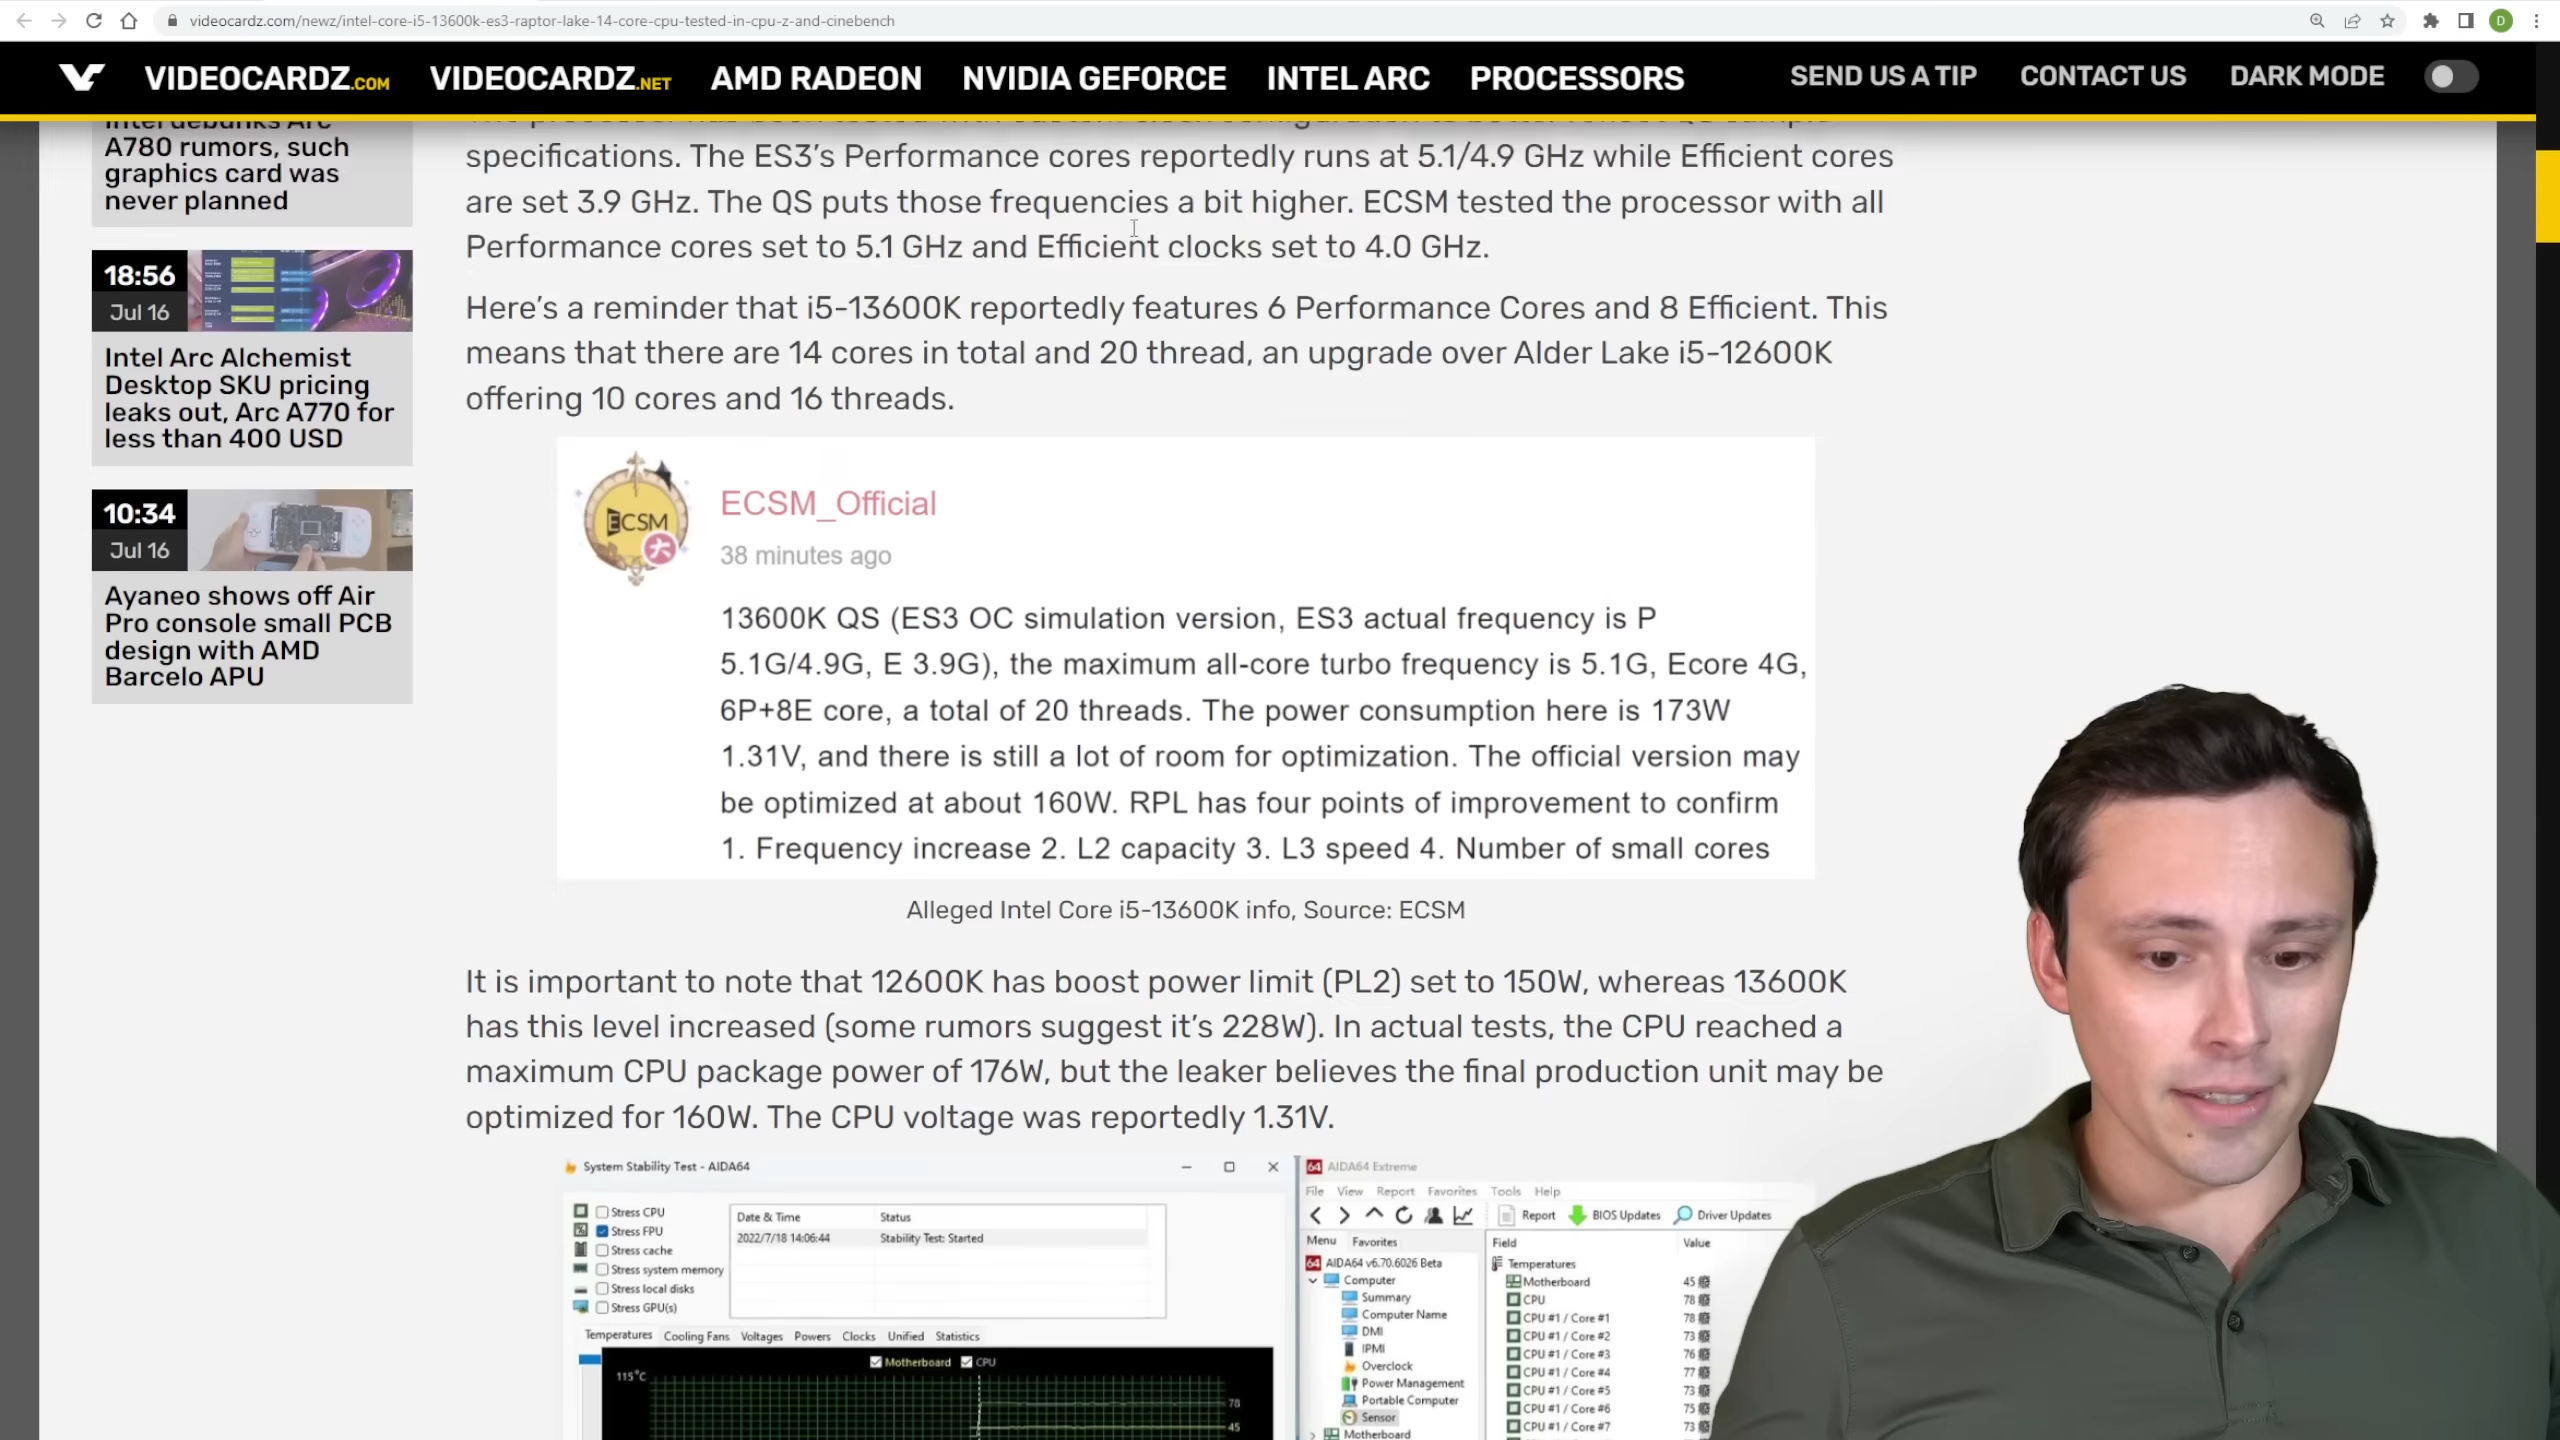 videocardz.com/newz/intel-core-i5-13600k-es3-raptor-lake-14-core-cpu-tested-in-cpu-z-and-cinebench
D
VIDEOCARDZ.COM VIDEOCARDZ.NET AMD RADEON NVIDIA GEFORCE INTEL ARC PROCESSORS SEND US A TIP CONTACT US DARK MODE
Intel debunks Arc
A780 rumors, such
graphics card was
never planned
18:56
Jul 16
Intel Arc Alchemist
Desktop SKU pricing
leaks out, Arc A770 for
less than 400 USD
10:34
Jul 16
Ayaneo shows off Air
Pro console small PCB
design with AMD
Barcelo APU
specifications. The ES3's Performance cores reportedly runs at 5.1/4.9 GHz while Efficient cores
are set 3.9 GHz. The QS puts those frequencies a bit higher. ECSM tested the processor with all
Performance cores set to 5.1 GHz and Efficient clocks set to 4.0 GHz.
Here's a reminder that i5-13600K reportedly features 6 Performance Cores and 8 Efficient. This
means that there are 14 cores in total and 20 thread, an upgrade over Alder Lake i5-12600K
offering 10 cores and 16 threads.
ECSM
大
ECSM_Official
38 minutes ago
13600K QS (ES3 OC simulation version, ES3 actual frequency is P
5.1G/4.9G, E 3.9G), the maximum all-core turbo frequency is 5.1G, Ecore 4G,
6P+8E core, a total of 20 threads. The power consumption here is 173W
1.31V, and there is still a lot of room for optimization. The official version may
be optimized at about 160W. RPL has four points of improvement to confirm
1. Frequency increase 2. L2 capacity 3. L3 speed 4. Number of small cores
Alleged Intel Core i5-13600K info, Source: ECSM
It is important to note that 12600K has boost power limit (PL2) set to 150W, whereas 13600K
has this level increased (some rumors suggest it's 228W). In actual tests, the CPU reached a
maximum CPU package power of 176W, but the leaker believes the final production unit may be
optimized for 160W. The CPU voltage was reportedly 1.31V.
System Stability Test - AIDA64
Stress CPU
Stress FPU
Stress cache
Stress system memory
Stress local disks
Stress GPU(s)
Date & Time Status
2022/7/18 14:06:44 Stability Test: Started
Temperatures Cooling Fans Voltages Powers Clocks Unified Statistics
Motherboard CPU
115°C
78
45
64 AIDA64 Extreme
File View Report Favorites Tools Help
Report BIOS Updates Driver Updates
Menu Favorites
64 AIDA64 v6.70.6026 Beta
Computer
Summary
Computer Name
DMI
IPMI
Overclock
Power Management
Portable Computer
Sensor
Motherboard
Field Value
Temperatures
Motherboard 45
CPU 78
CPU #1 / Core #1 78
CPU #1 / Core #2 73
CPU #1 / Core #3 76
CPU #1 / Core #4 77
CPU #1 / Core #5 73
CPU #1 / Core #6 75
CPU #1 / Core #7 73